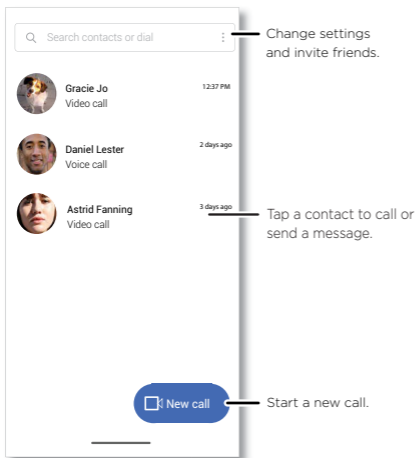 Search contacts or dial
Change settings
and invite friends.
Gracie Jo
12:37 PM
Video call
Daniel Lester
2 days ago
Voice call
Astrid Fanning
3 days ago
Video call
Tap a contact to call or
send a message.
New call
Start a new call.